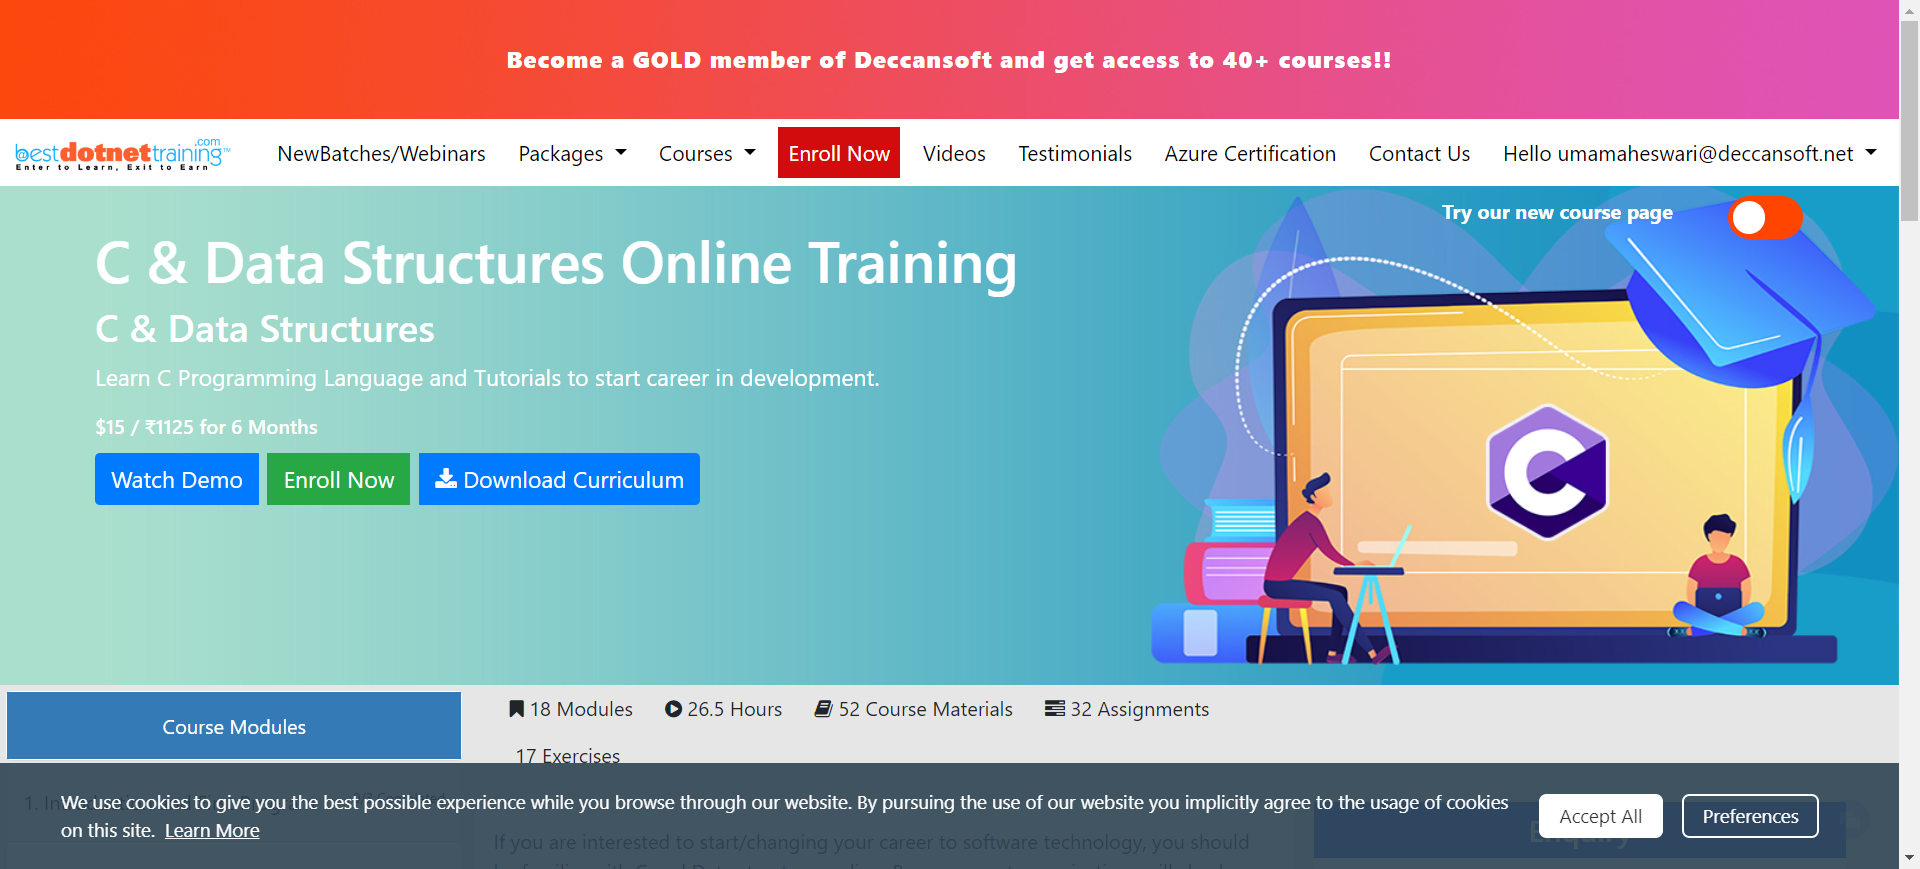 Become a GOLD member of Deccansoft and get access to 40+ courses!!
bestdotnettraining.com™
Enter to Learn, Exit to Earn
NewBatches/Webinars Packages Courses Enroll Now Videos Testimonials Azure Certification Contact Us Hello umamaheswari@deccansoft.net
Try our new course page
C & Data Structures Online Training
C & Data Structures
Learn C Programming Language and Tutorials to start career in development.
$15 / ₹1125 for 6 Months
Watch Demo Enroll Now Download Curriculum
C
Course Modules
18 Modules 26.5 Hours 52 Course Materials 32 Assignments
17 Exercises
We use cookies to give you the best possible experience while you browse through our website. By pursuing the use of our website you implicitly agree to the usage of cookies
on this site. Learn More
Accept All Preferences
Enquiry
If you are interested to start/changing your career to software technology, you should